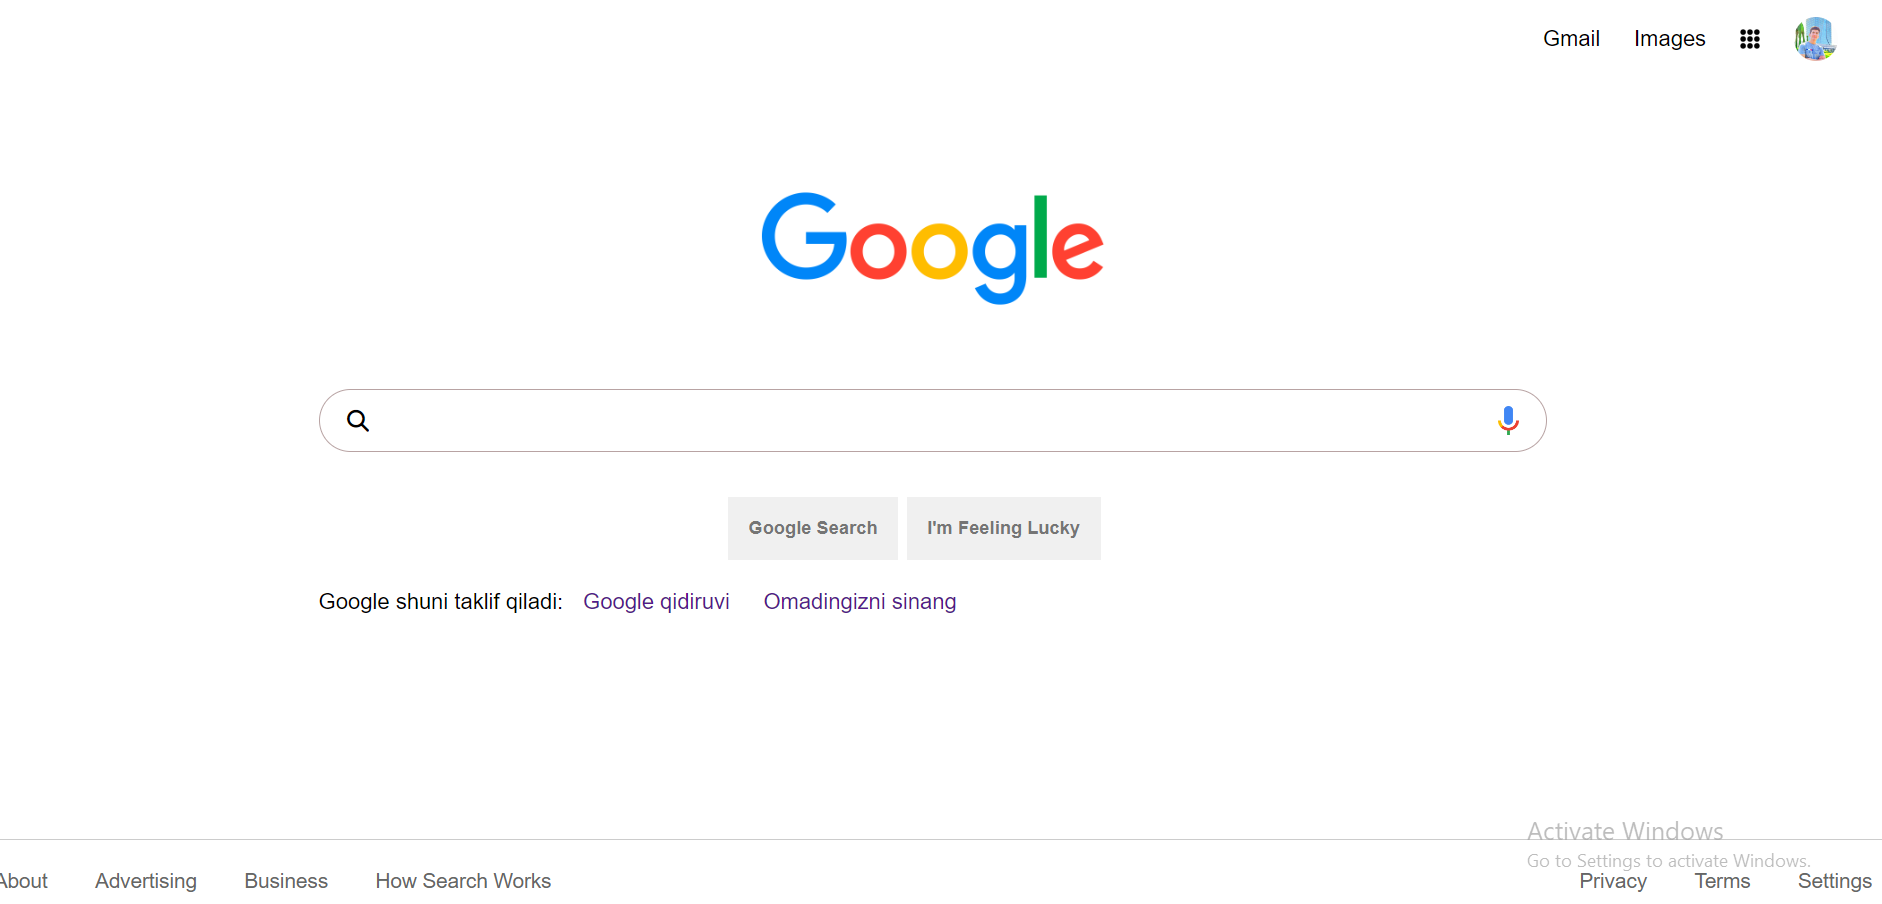 Gmail Images
Google
Google Search I'm Feeling Lucky
Google shuni taklif qiladi: Google qidiruvi Omadingizni sinang
Activate Windows
Go to Settings to activate Windows.
About Advertising Business How Search Works Privacy Terms Settings